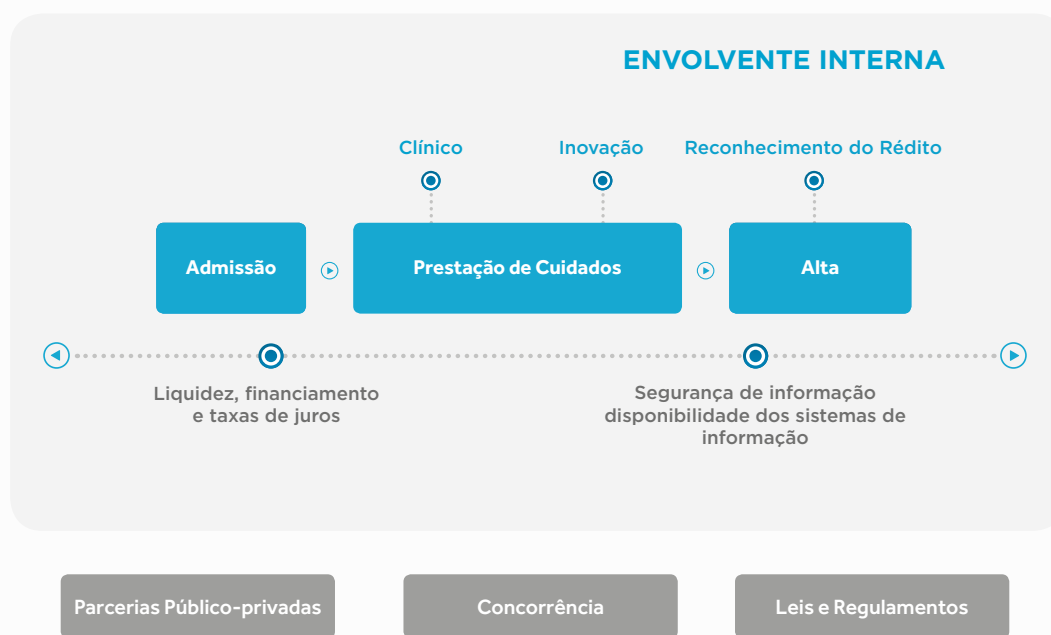 ENVOLVENTE INTERNA
Clínico
Inovação
Reconhecimento do Rédito
Admissão
Prestação de Cuidados
Alta
Liquidez, financiamento
e taxas de juros
Segurança de informação
disponibilidade dos sistemas de
informação
Parcerias Público-privadas
Concorrência
Leis e Regulamentos